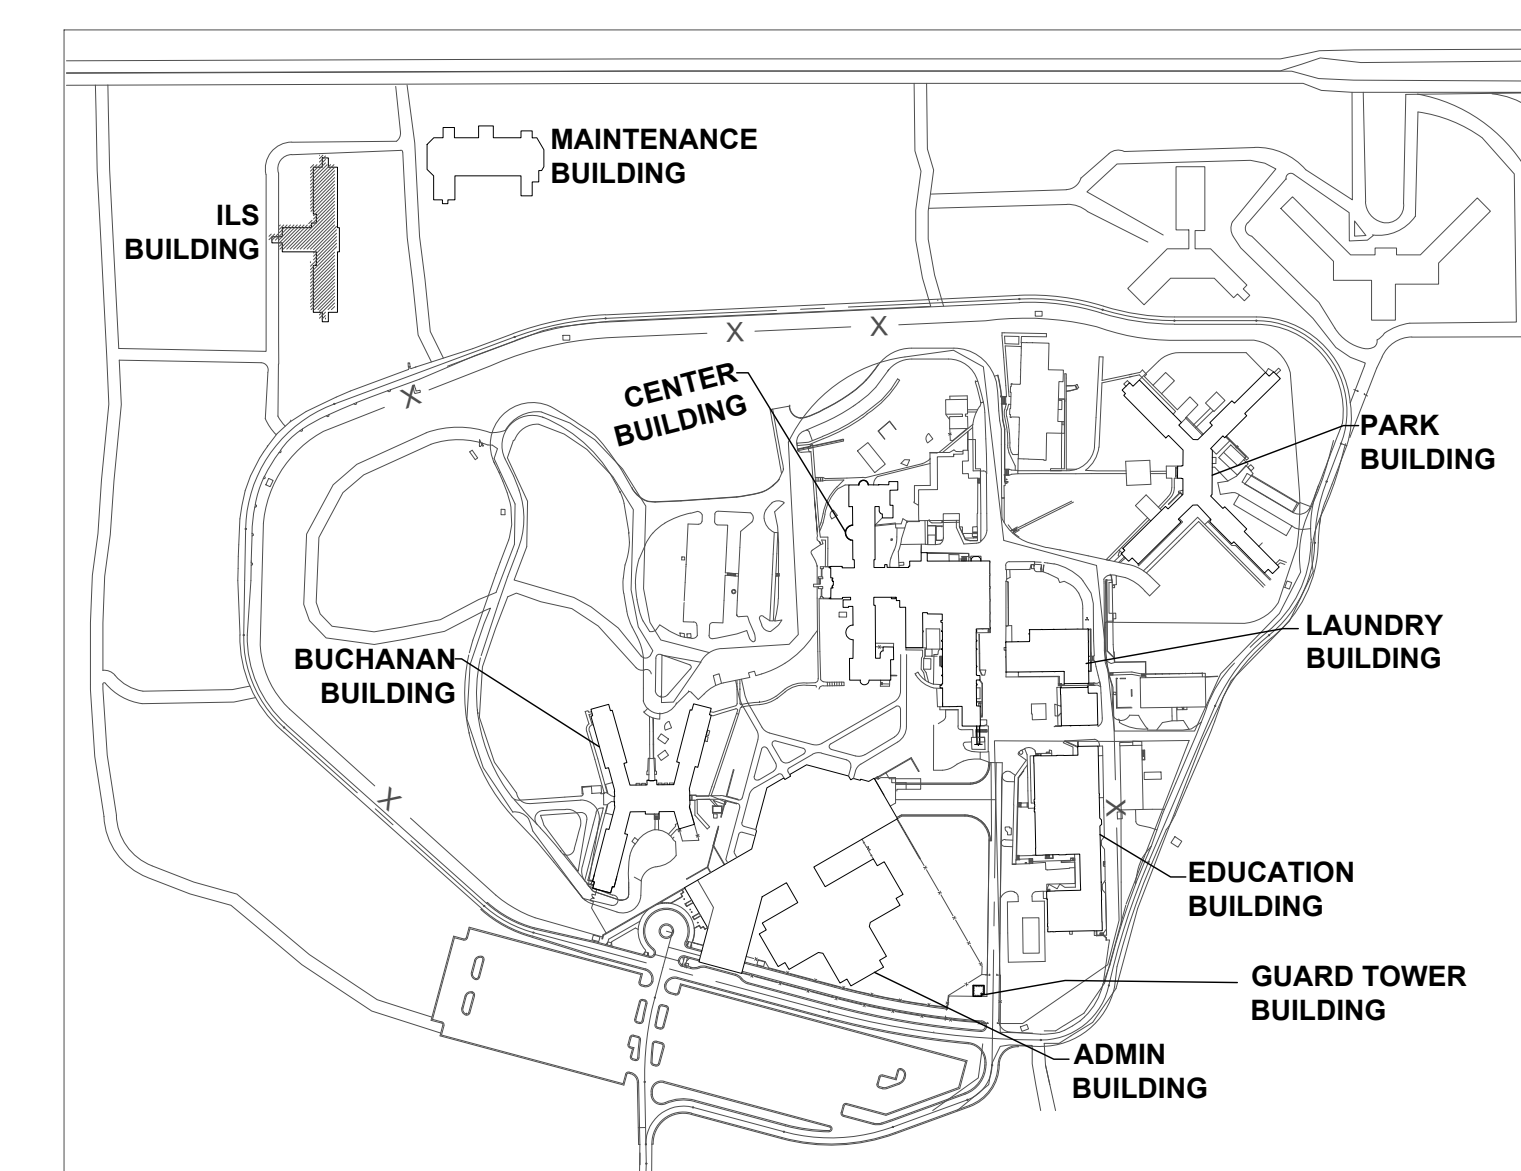 MAINTENANCE
BUILDING
ILS
BUILDING
CENTER
BUILDING
PARK
BUILDING
LAUNDRY
BUILDING
BUCHANAN
BUILDING
EDUCATION
BUILDING
GUARD TOWER
BUILDING
ADMIN
BUILDING